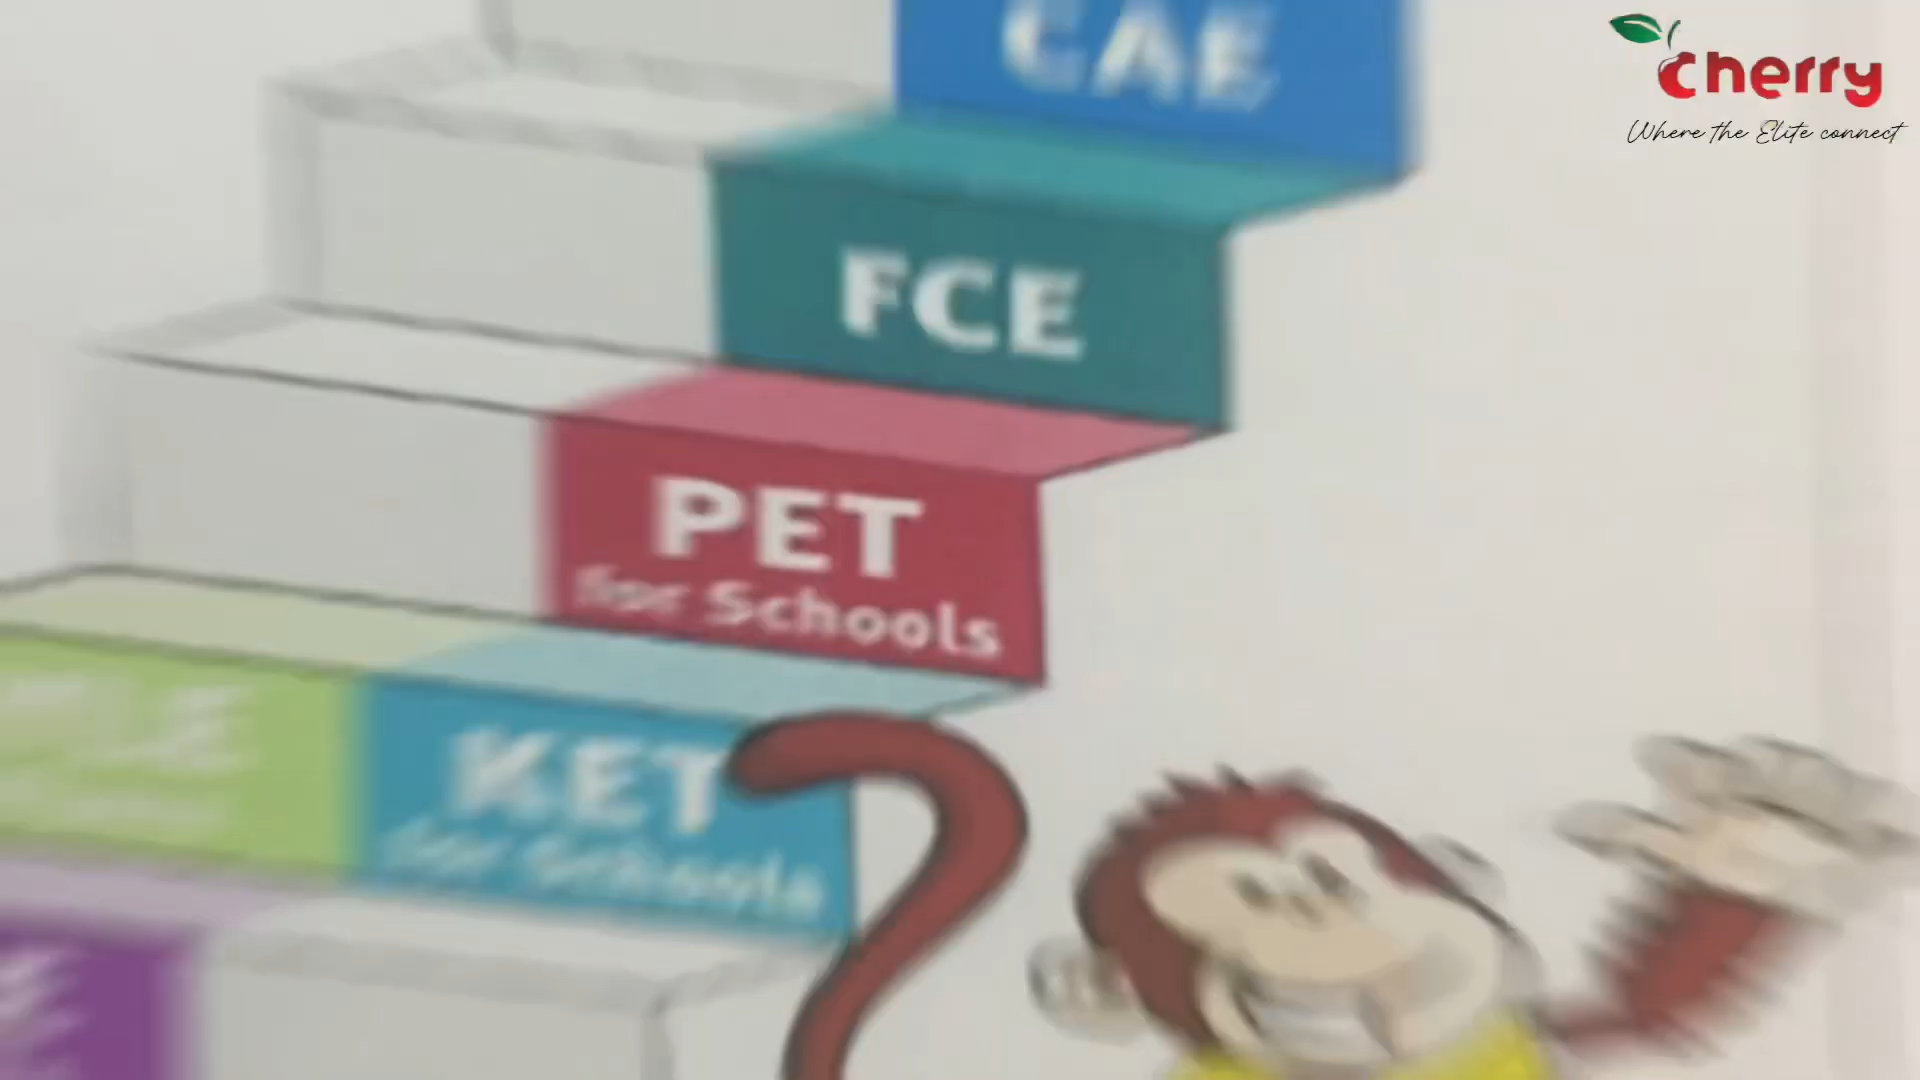 CAE
cherry
Where the Elite connect
FCE
PET
for Schools
KET
for Schools